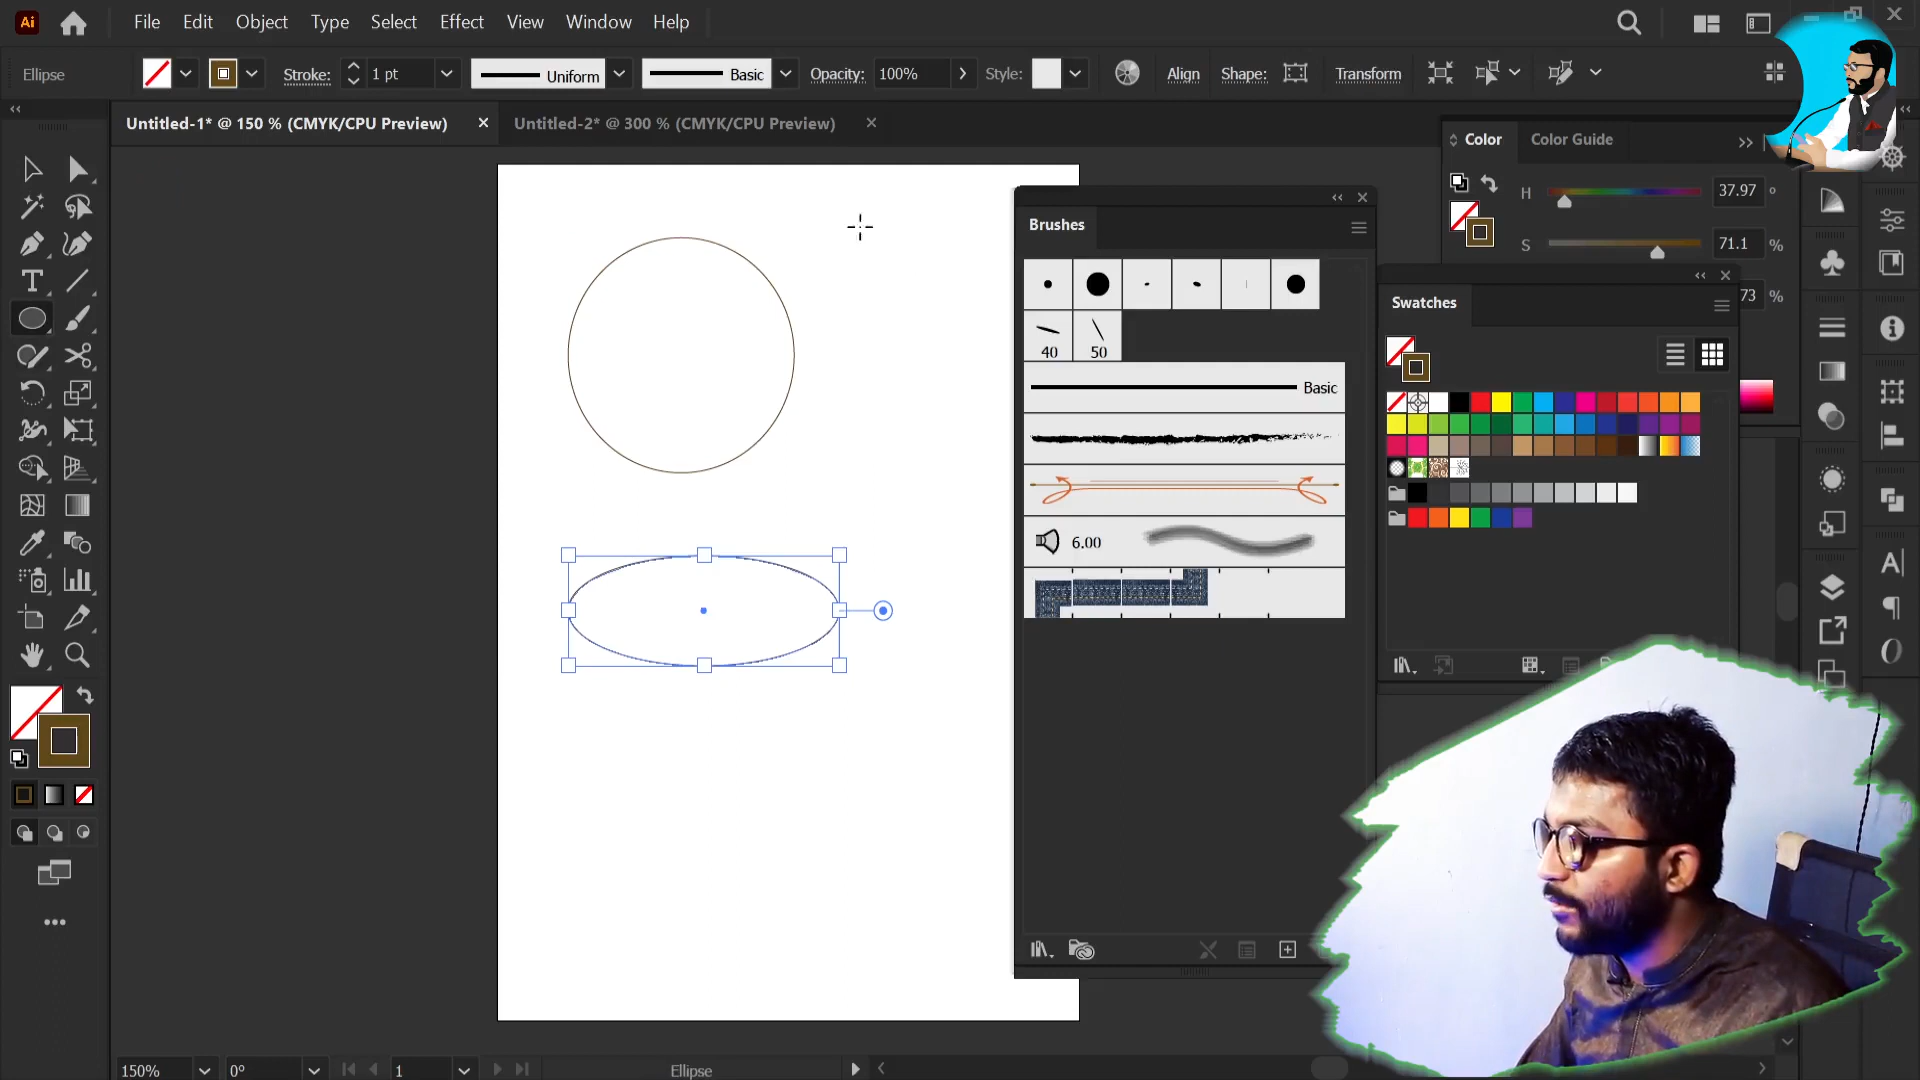 Ai File Edit Object Type Select Effect View Window Help
Ellipse Stroke: 1 pt Uniform Basic Opacity: 100% Style: Align Shape: Transform
Untitled-1* @ 150 % (CMYK/CPU Preview) × Untitled-2* @ 300 % (CMYK/CPU Preview) ×
Color Color Guide
H 37.97 °
S 71.1 %
73 %
Brushes
40 50
Basic
6.00
Swatches
T
A
150% 0° 1 Ellipse